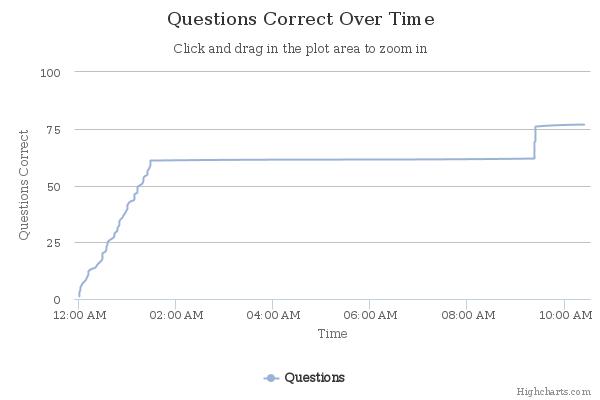 Questions Correct Over Time
Click and drag in the plot area to zoom in
Questions Correct
100
75
50
25
0
12:00 AM 02:00 AM 04:00 AM 06:00 AM 08:00 AM 10:00 AM
Time
Questions
Highcharts.com